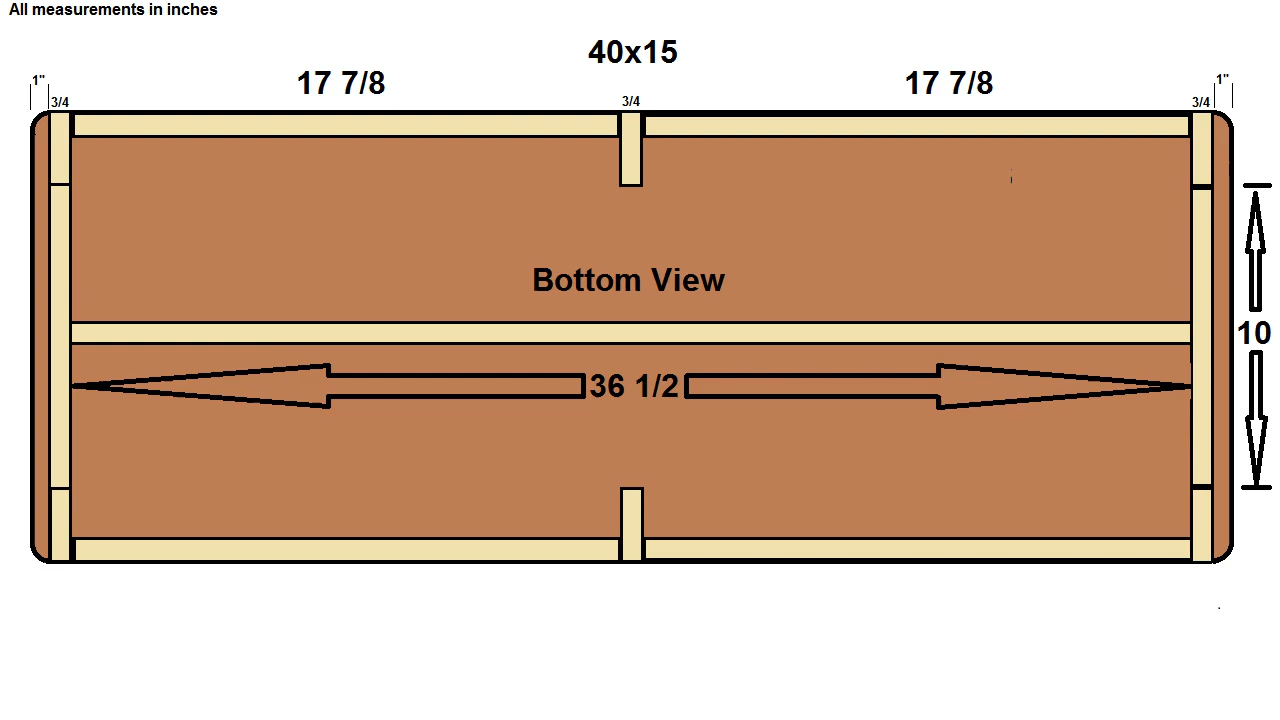 All measurements in inches
40x15
1" 17 7/8 17 7/8 1"
3/4 3/4 3/4
Bottom View
10
36 1/2